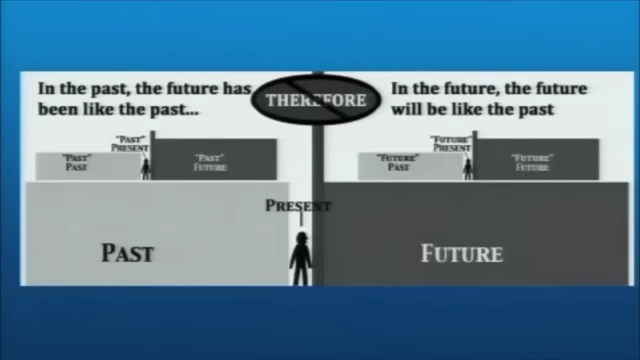 In the past, the future has
been like the past...
THEREFORE
In the future, the future
will be like the past
"PAST"
PRESENT
"PAST"
PAST
"PAST"
FUTURE
"FUTURE"
PRESENT
"FUTURE"
PAST
"FUTURE"
FUTURE
PRESENT
PAST
FUTURE